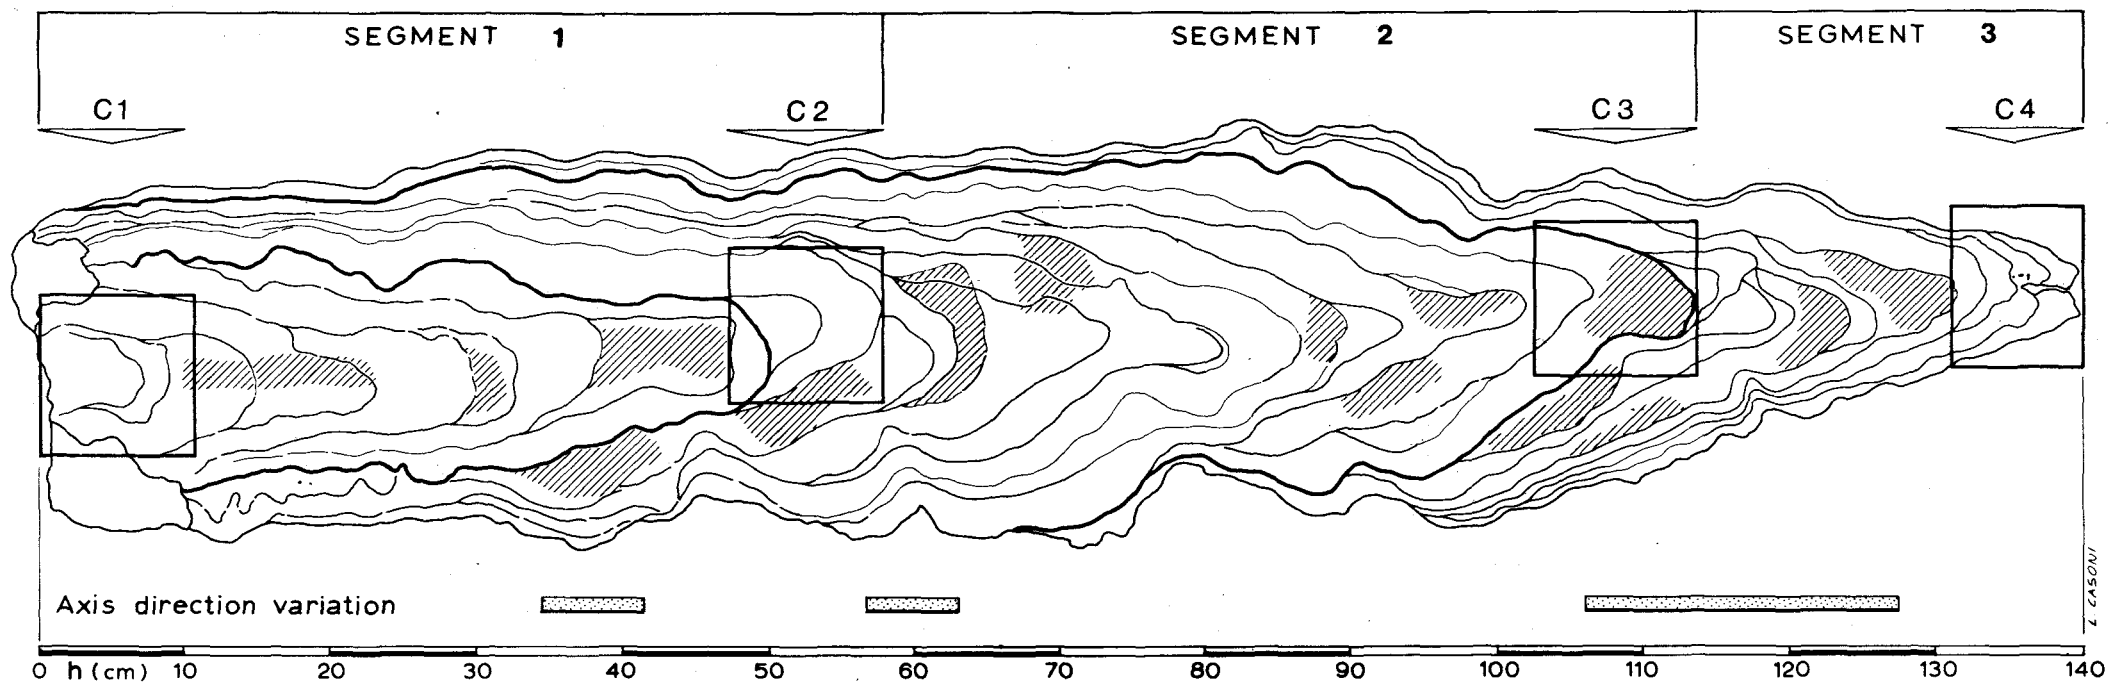 SEGMENT 1 SEGMENT 2 SEGMENT 3
C1 C2 C3 C4
Axis direction variation
L. CASONI
0 h (cm) 10 20 30 40 50 60 70 80 90 100 110 120 130 140